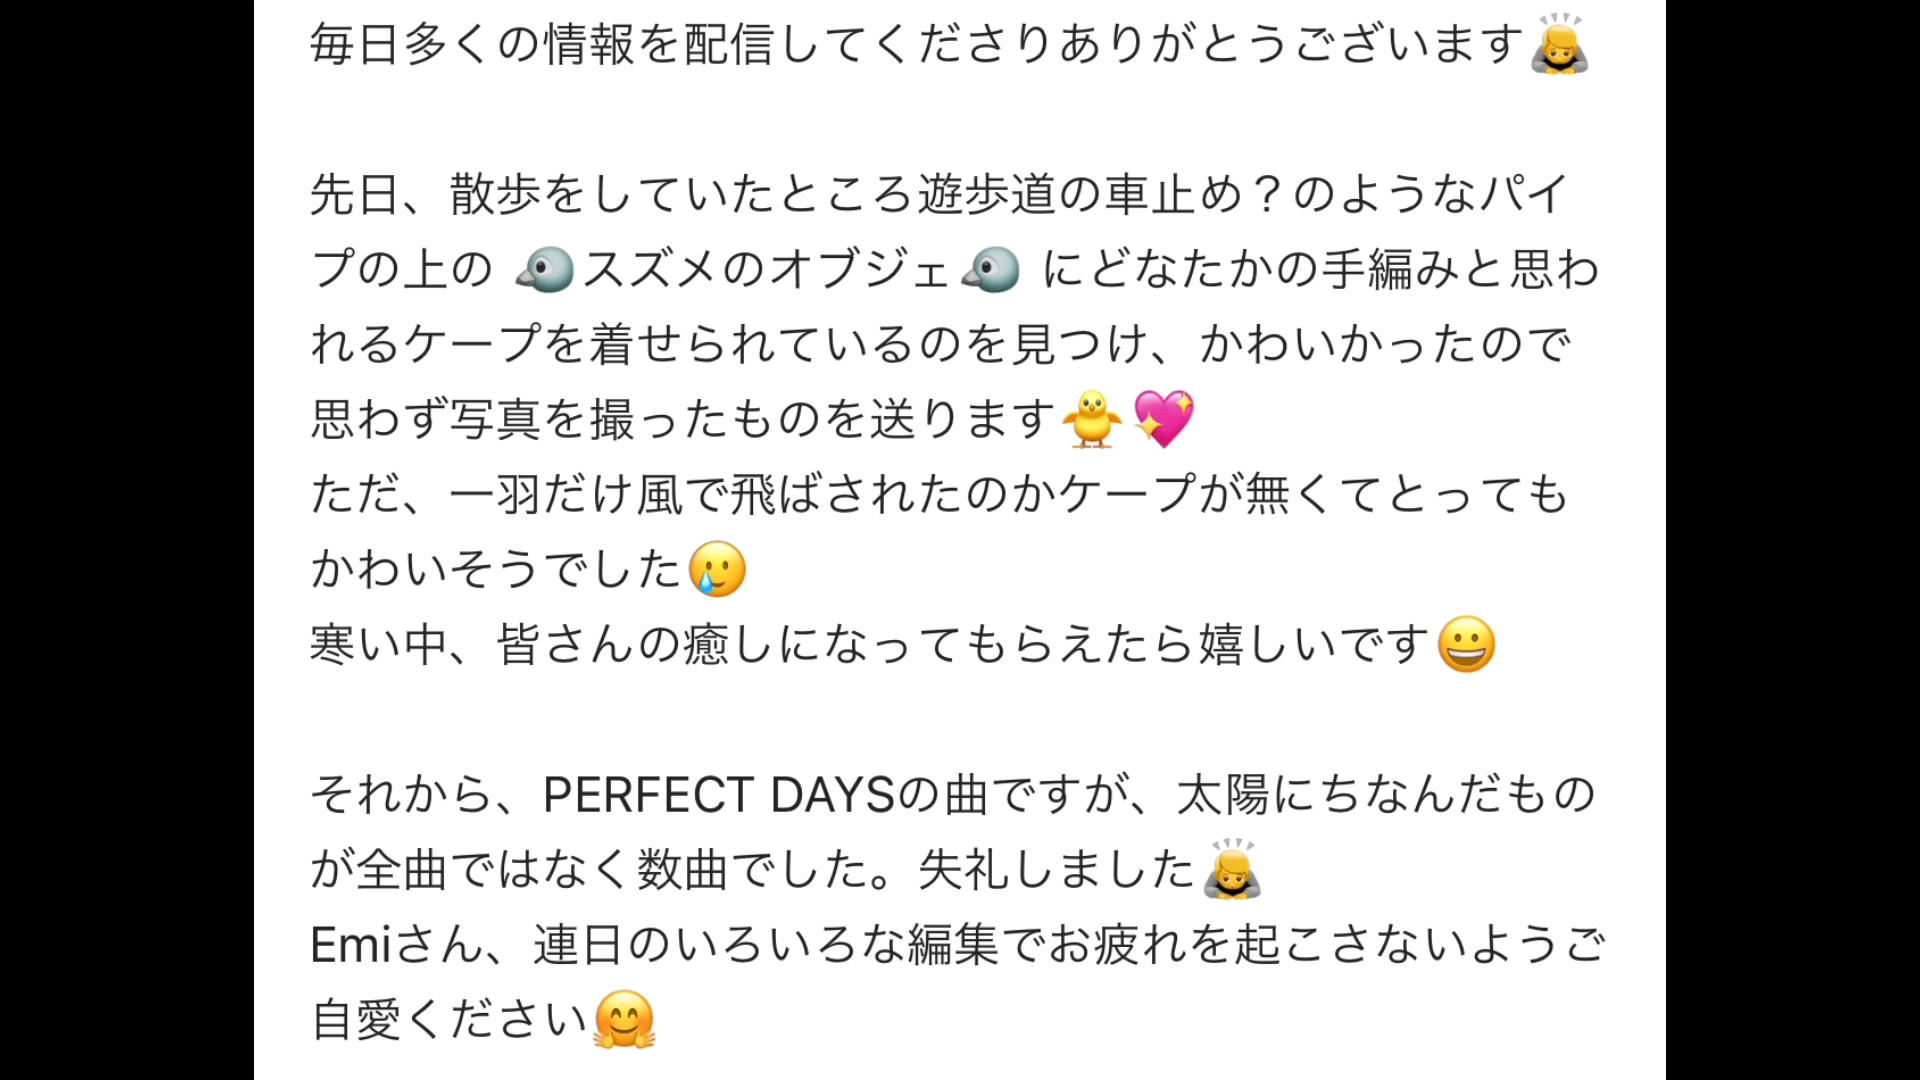 毎日多くの情報を配信してくださりありがとうございます🙇
先日、散歩をしていたところ遊歩道の車止め？のようなパイ
プの上の 🐦スズメのオブジェ🐦 にどなたかの手編みと思わ
れるケープを着せられているのを見つけ、かわいかったので
思わず写真を撮ったものを送ります🐥💖
ただ、一羽だけ風で飛ばされたのかケープが無くてとっても
かわいそうでした🥲
寒い中、皆さんの癒しになってもらえたら嬉しいです😀
それから、PERFECT DAYSの曲ですが、太陽にちなんだもの
が全曲ではなく数曲でした。失礼しました🙇
Emiさん、連日のいろいろな編集でお疲れを起こさないようご
自愛ください🤗